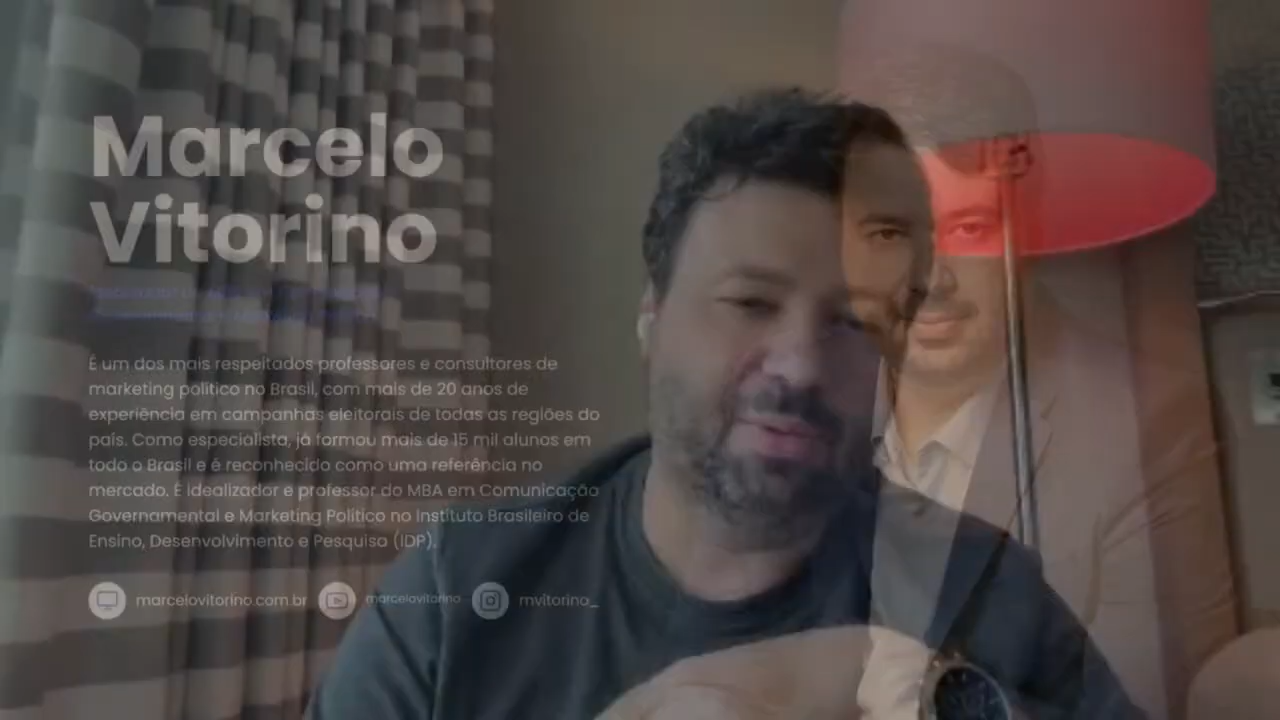 Marcelo
Vitorino
É um dos mais respeitados professores e consultores de
marketing político no Brasil, com mais de 20 anos de
experiência em campanhas eleitorais de todas as regiões do
país. Como especialista, já formou mais de 15 mil alunos em
todo o Brasil e é reconhecido como uma referência no
mercado. É idealizador e professor do MBA em Comunicação
Governamental e Marketing Político no Instituto Brasileiro de
Ensino, Desenvolvimento e Pesquisa (IDP).
marcelovitorino.com.br marcelovitorino mvitorino_